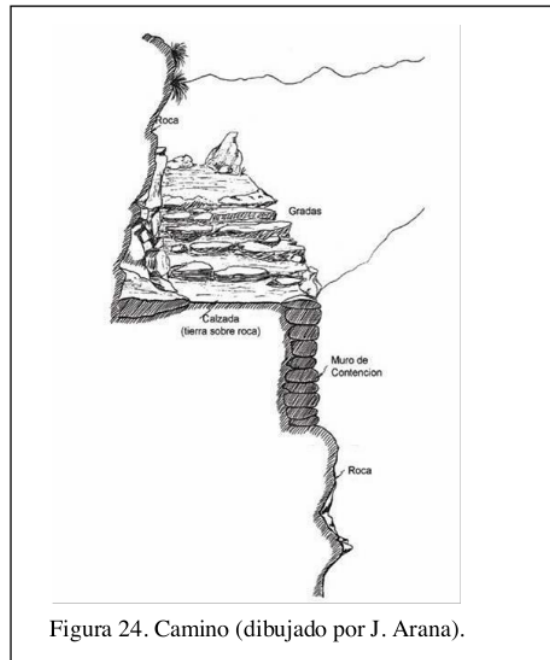 Roca
Gradas
Calzada
(tierra sobre roca)
Muro de
Contencion
Roca
Figura 24. Camino (dibujado por J. Arana).